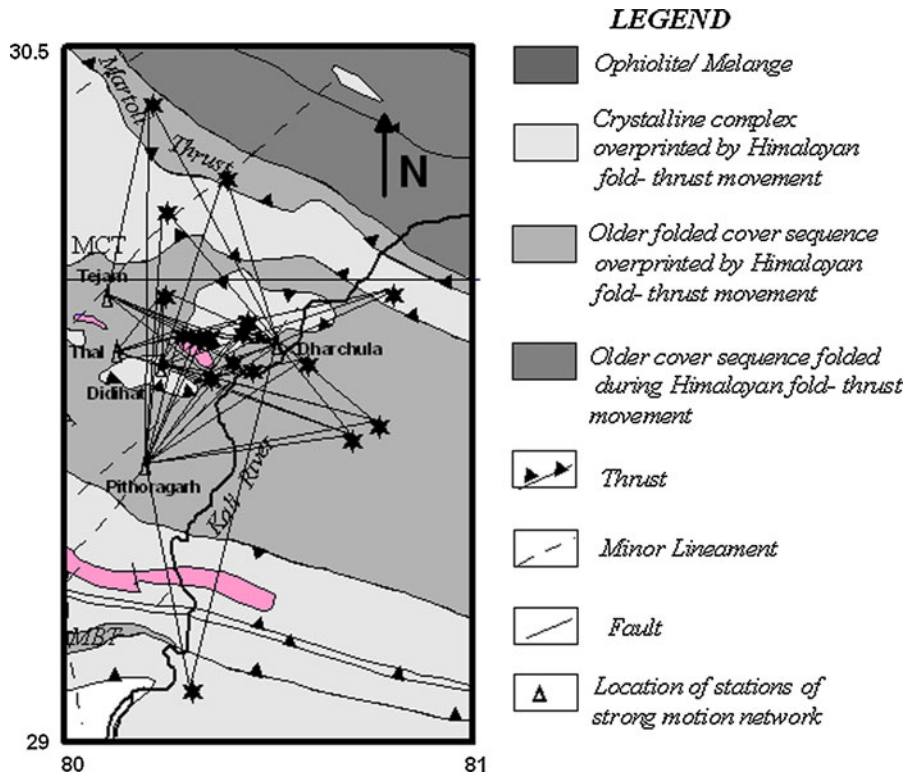 30.5
Martoli
Thrust
N
MCT
Tejam
Thal
Dharchula
Didihat
Kali River
Pithoragarh
MBT
29
80
81
LEGEND
Ophiolite/ Melange
Crystalline complex
overprinted by Himalayan
fold- thrust movement
Older folded cover sequence
overprinted by Himalayan
fold- thrust movement
Older cover sequence folded
during Himalayan fold- thrust
movement
Thrust
Minor Lineament
Fault
Location of stations of
strong motion network